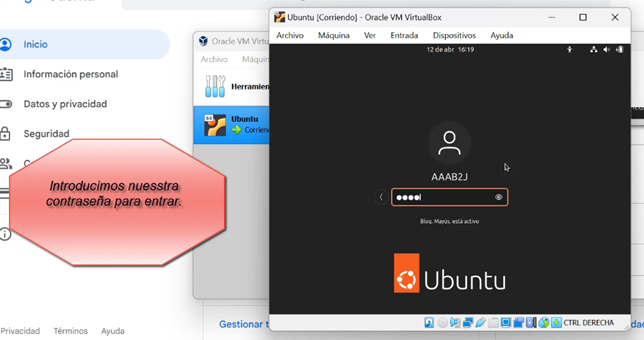 Inicio
Información personal
Datos y privacidad
Seguridad
Introducimos nuesstra
contraseña para entrar.
Privacidad Términos Ayuda
Oracle VM Virtu
Archivo Máquin
Herramien
Ubuntu
Corrien
Gestionar t
Ubuntu [Corriendo] - Oracle VM VirtualBox
Archivo Máquina Ver Entrada Dispositivos Ayuda
12 de abr 16:19
AAAB2J
Bloq. Mayús. está activo
Ubuntu
CTRL DERECHA